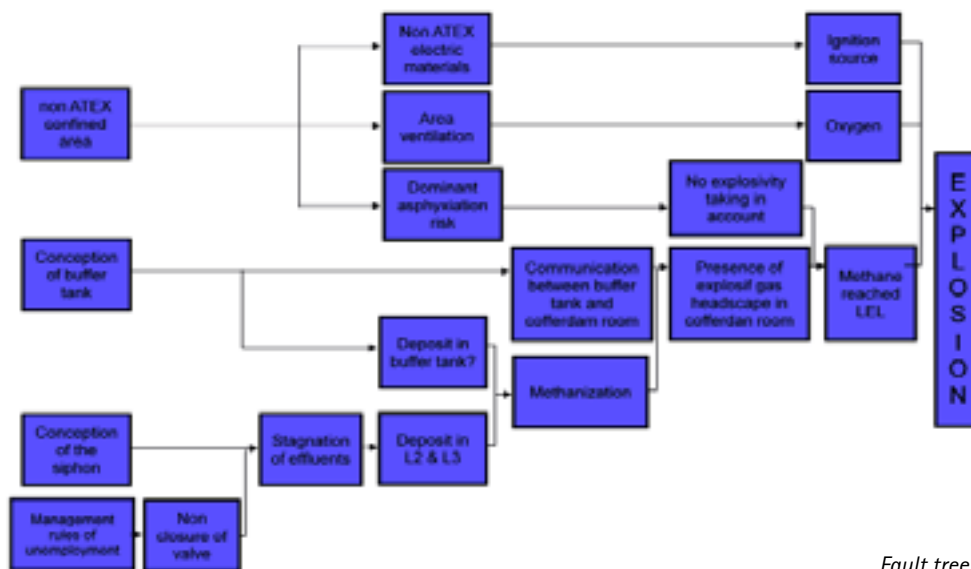 Non ATEX
electric
materials
Ignition
source
non ATEX
confined
area
Area
ventilation
Oxygen
Dominant
asphyxiation
risk
No explosivity
taking in
account
EXPLOSION
Conception
of buffer
tank
Communication
between buffer
tank and
cofferdam room
Presence of
explosif gas
headscape in
cofferdan room
Methane
reached
LEL
Deposit in
buffer tank?
Methanization
Conception
of the
siphon
Stagnation
of effluents
Deposit in
L2 & L3
Management
rules of
unemployment
Non
closure of
valve
Fault tree